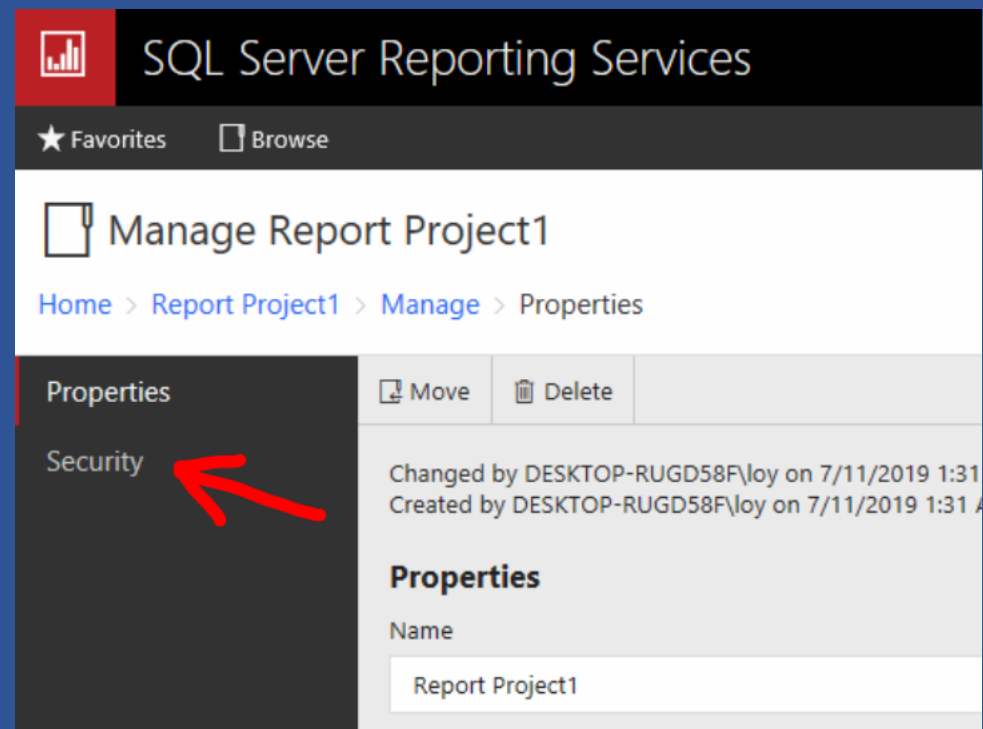 SQL Server Reporting Services
Favorites Browse
Manage Report Project1
Home > Report Project1 > Manage > Properties
Properties
Move Delete
Security
Changed by DESKTOP-RUGD58F\loy on 7/11/2019 1:31
Created by DESKTOP-RUGD58F\loy on 7/11/2019 1:31
Properties
Name
Report Project1